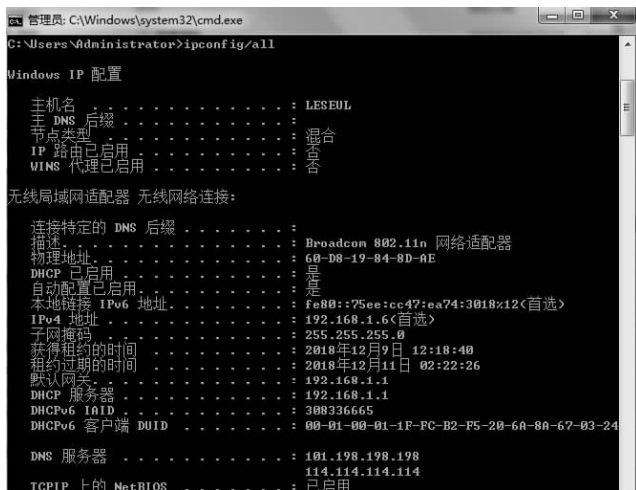 管理员: C:\Windows\system32\cmd.exe
C:\Users\Administrator>ipconfig/all
Windows IP 配置
主机名 . . . . . . . . . . . . . : LESEUL
主 DNS 后缀 . . . . . . . . . . . :
节点类型 . . . . . . . . . . . . : 混合
IP 路由已启用 . . . . . . . . . . : 否
WINS 代理已启用 . . . . . . . . . : 否
无线局域网适配器 无线网络连接:
连接特定的 DNS 后缀 . . . . . . . :
描述. . . . . . . . . . . . . . . : Broadcom 802.11n 网络适配器
物理地址. . . . . . . . . . . . . : 60-D8-19-84-8D-AE
DHCP 已启用 . . . . . . . . . . . : 是
自动配置已启用. . . . . . . . . . : 是
本地链接 IPv6 地址. . . . . . . . : fe80::75ee:cc47:ea74:3018%12(首选)
IPv4 地址 . . . . . . . . . . . . : 192.168.1.6(首选)
子网掩码 . . . . . . . . . . . . : 255.255.255.0
获得租约的时间 . . . . . . . . . : 2018年12月9日 12:18:40
租约过期的时间 . . . . . . . . . : 2018年12月11日 02:22:26
默认网关. . . . . . . . . . . . . : 192.168.1.1
DHCP 服务器 . . . . . . . . . . . : 192.168.1.1
DHCPv6 IAID . . . . . . . . . . . : 308336665
DHCPv6 客户端 DUID . . . . . . . : 00-01-00-01-1F-FC-B2-F5-20-6A-8A-67-03-24
DNS 服务器 . . . . . . . . . . . : 101.198.198.198
114.114.114.114
TCPIP 上的 NetBIOS . . . . . . . : 已启用